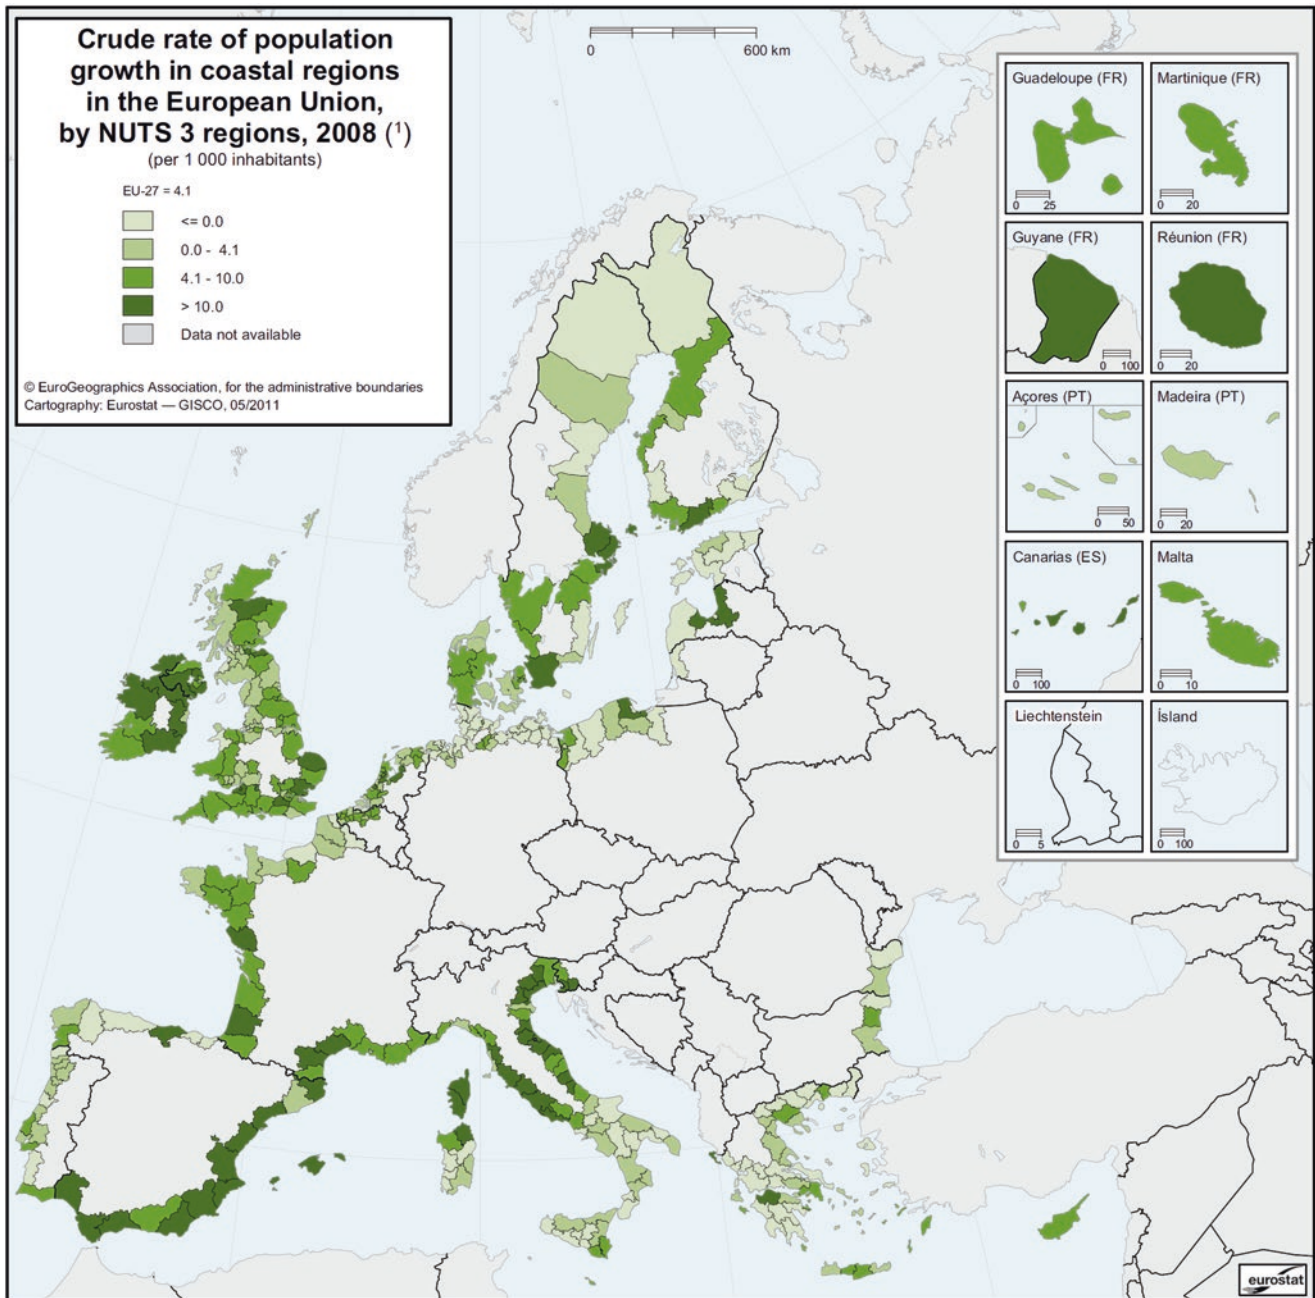 Crude rate of population
growth in coastal regions
in the European Union,
by NUTS 3 regions, 2008 (¹)
(per 1 000 inhabitants)
EU-27 = 4.1
<= 0.0
0.0 - 4.1
4.1 - 10.0
> 10.0
Data not available
© EuroGeographics Association, for the administrative boundaries
Cartography: Eurostat — GISCO, 05/2011
0 600 km
Guadeloupe (FR)
0 25
Martinique (FR)
0 20
Guyane (FR)
0 100
Réunion (FR)
0 20
Açores (PT)
0 50
Madeira (PT)
0 20
Canarias (ES)
0 100
Malta
0 10
Liechtenstein
0 5
Ísland
0 100
eurostat